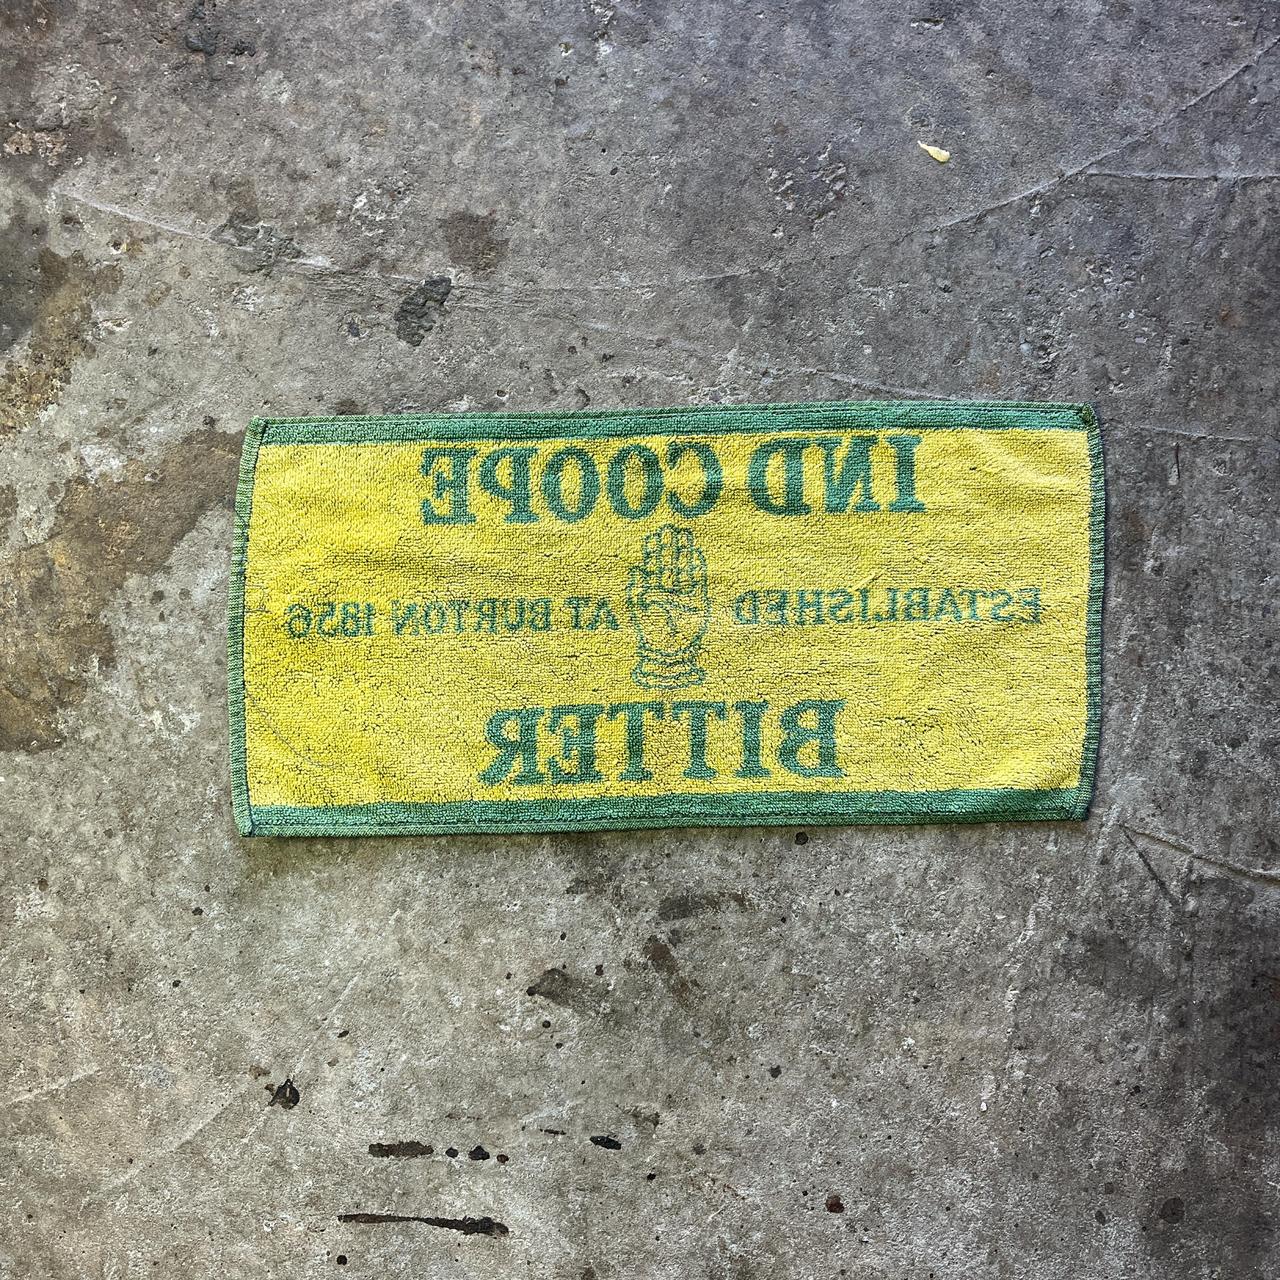 IND COOPE
ESTABLISHED AT BURTON 1856
BITTER